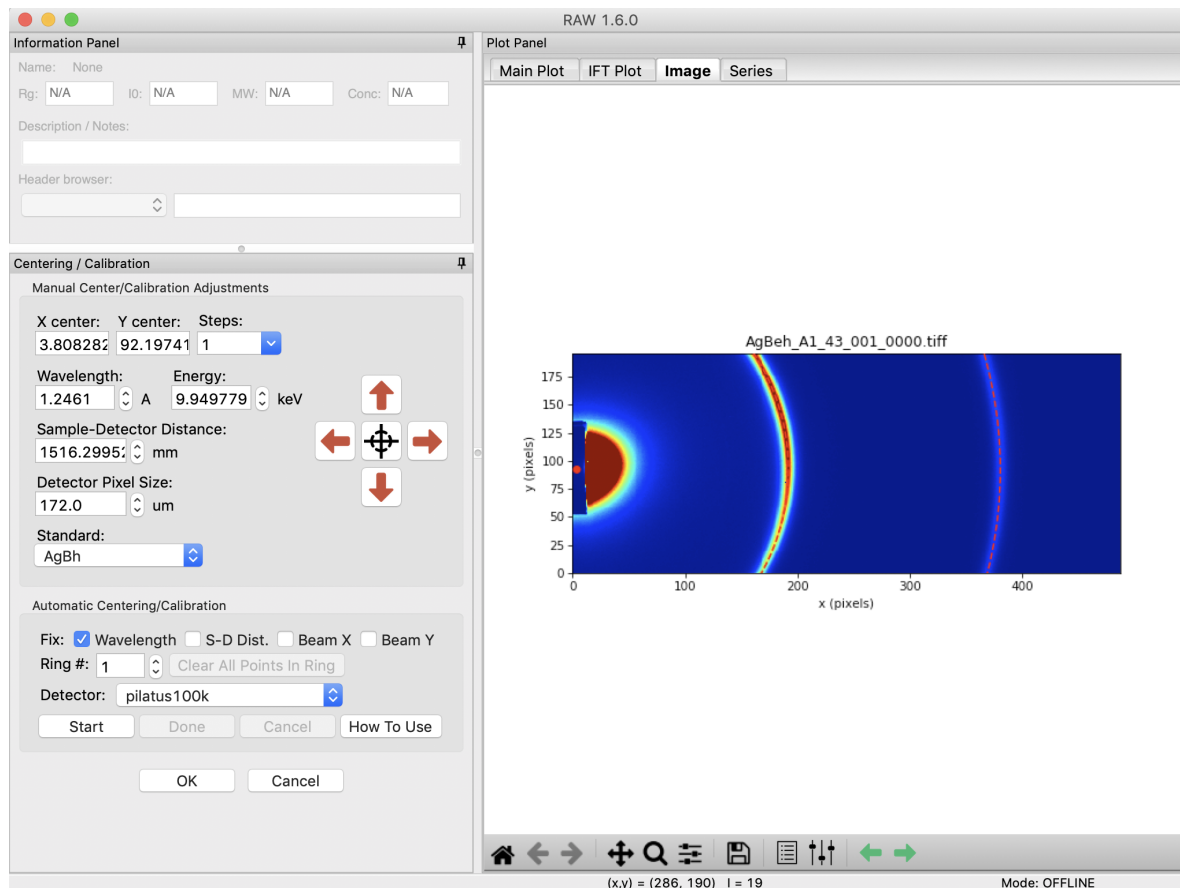 RAW 1.6.0
Information Panel
Name: None
Rg: N/A I0: N/A MW: N/A Conc: N/A
Description / Notes:
Header browser:
Centering / Calibration
Manual Center/Calibration Adjustments
X center: Y center: Steps:
3.808282 92.19741 1
Wavelength: Energy:
1.2461 A 9.949779 keV
Sample-Detector Distance:
1516.29952 mm
Detector Pixel Size:
172.0 um
Standard:
AgBh
Automatic Centering/Calibration
Fix: Wavelength S-D Dist. Beam X Beam Y
Ring #: 1 Clear All Points In Ring
Detector: pilatus100k
Start Done Cancel How To Use
OK Cancel
Plot Panel
Main Plot IFT Plot Image Series
AgBeh_A1_43_001_0000.tiff
175
150
125
100
75
50
25
0
y (pixels)
0 100 200 300 400
x (pixels)
(x,y) = (286, 190) I = 19 Mode: OFFLINE